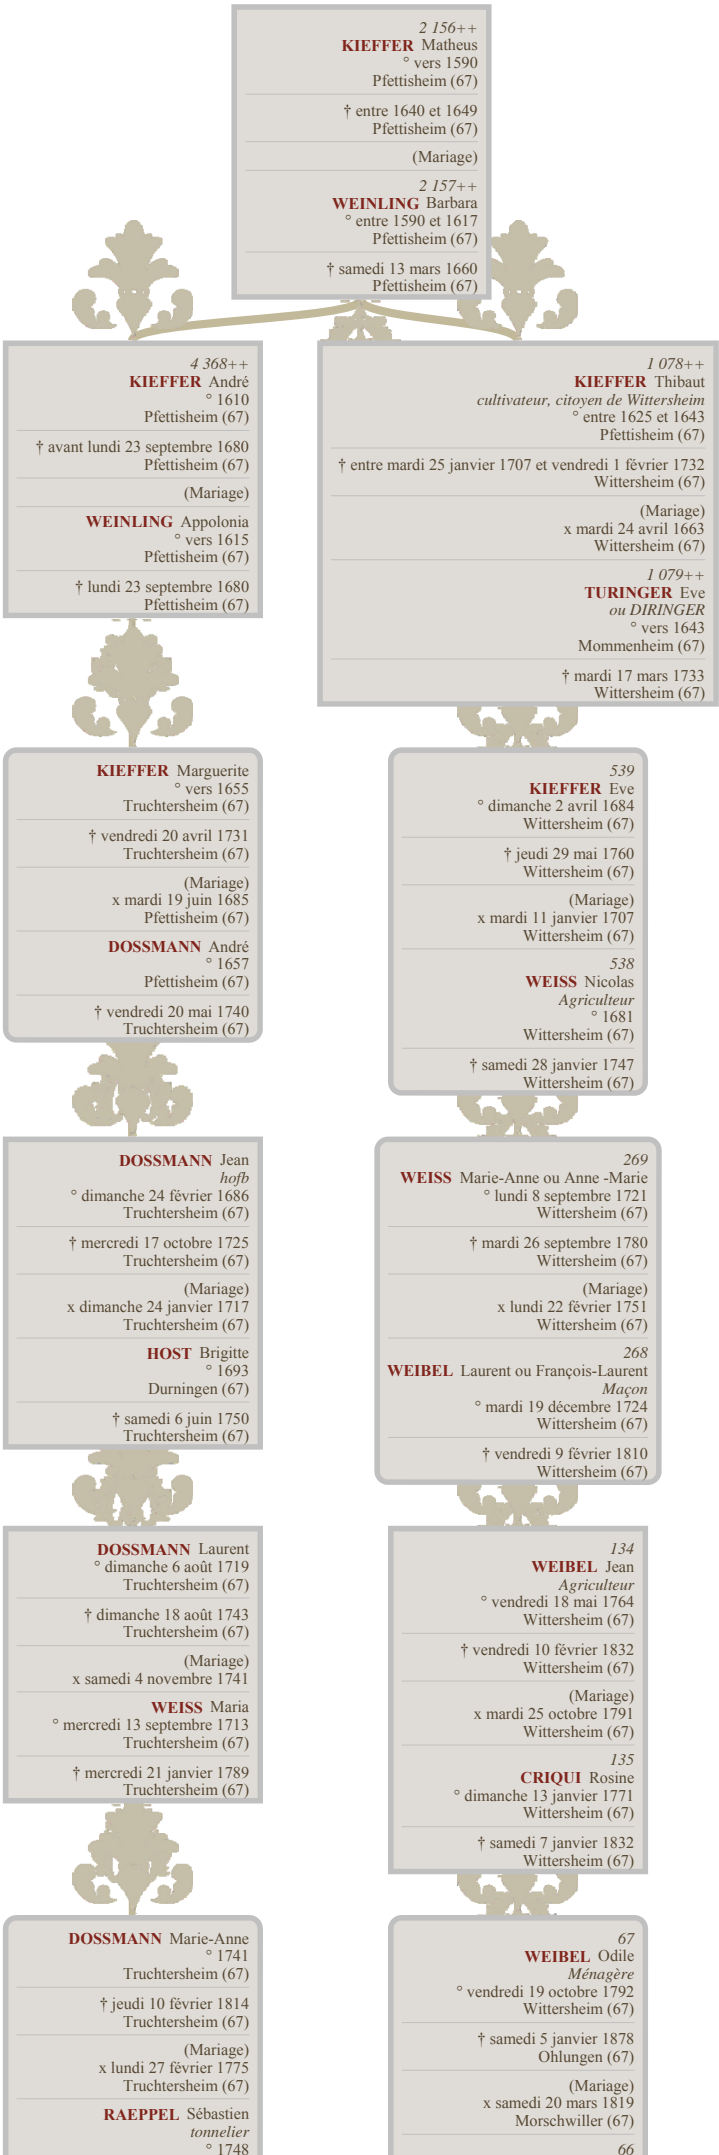 2 156++
KIEFFER Matheus
° vers 1590
Pfettisheim (67)
† entre 1640 et 1649
Pfettisheim (67)
(Mariage)
2 157++
WEINLING Barbara
° entre 1590 et 1617
Pfettisheim (67)
† samedi 13 mars 1660
Pfettisheim (67)
4 368++
KIEFFER André
° 1610
Pfettisheim (67)
† avant lundi 23 septembre 1680
Pfettisheim (67)
(Mariage)
WEINLING Appolonia
° vers 1615
Pfettisheim (67)
† lundi 23 septembre 1680
Pfettisheim (67)
1 078++
KIEFFER Thibaut
cultivateur, citoyen de Wittersheim
° entre 1625 et 1643
Pfettisheim (67)
† entre mardi 25 janvier 1707 et vendredi 1 février 1732
Wittersheim (67)
(Mariage)
x mardi 24 avril 1663
Wittersheim (67)
1 079++
TURINGER Eve
ou DIRINGER
° vers 1643
Mommenheim (67)
† mardi 17 mars 1733
Wittersheim (67)
KIEFFER Marguerite
° vers 1655
Truchtersheim (67)
† vendredi 20 avril 1731
Truchtersheim (67)
(Mariage)
x mardi 19 juin 1685
Pfettisheim (67)
DOSSMANN André
° 1657
Pfettisheim (67)
† vendredi 20 mai 1740
Truchtersheim (67)
539
KIEFFER Eve
° dimanche 2 avril 1684
Wittersheim (67)
† jeudi 29 mai 1760
Wittersheim (67)
(Mariage)
x mardi 11 janvier 1707
Wittersheim (67)
538
WEISS Nicolas
Agriculteur
° 1681
Wittersheim (67)
† samedi 28 janvier 1747
Wittersheim (67)
DOSSMANN Jean
hofb
° dimanche 24 février 1686
Truchtersheim (67)
† mercredi 17 octobre 1725
Truchtersheim (67)
(Mariage)
x dimanche 24 janvier 1717
Truchtersheim (67)
HOST Brigitte
° 1693
Durningen (67)
† samedi 6 juin 1750
Truchtersheim (67)
269
WEISS Marie-Anne ou Anne -Marie
° lundi 8 septembre 1721
Wittersheim (67)
† mardi 26 septembre 1780
Wittersheim (67)
(Mariage)
x lundi 22 février 1751
Wittersheim (67)
268
WEIBEL Laurent ou François-Laurent
Maçon
° mardi 19 décembre 1724
Wittersheim (67)
† vendredi 9 février 1810
Wittersheim (67)
DOSSMANN Laurent
° dimanche 6 août 1719
Truchtersheim (67)
† dimanche 18 août 1743
Truchtersheim (67)
(Mariage)
x samedi 4 novembre 1741
WEISS Maria
° mercredi 13 septembre 1713
Truchtersheim (67)
† mercredi 21 janvier 1789
Truchtersheim (67)
134
WEIBEL Jean
Agriculteur
° vendredi 18 mai 1764
Wittersheim (67)
† vendredi 10 février 1832
Wittersheim (67)
(Mariage)
x mardi 25 octobre 1791
Wittersheim (67)
135
CRIQUI Rosine
° dimanche 13 janvier 1771
Wittersheim (67)
† samedi 7 janvier 1832
Wittersheim (67)
DOSSMANN Marie-Anne
° 1741
Truchtersheim (67)
† jeudi 10 février 1814
Truchtersheim (67)
(Mariage)
x lundi 27 février 1775
Truchtersheim (67)
RAEPPEL Sébastien
tonnelier
° 1748
67
WEIBEL Odile
Ménagère
° vendredi 19 octobre 1792
Wittersheim (67)
† samedi 5 janvier 1878
Ohlungen (67)
(Mariage)
x samedi 20 mars 1819
Morschwiller (67)
66